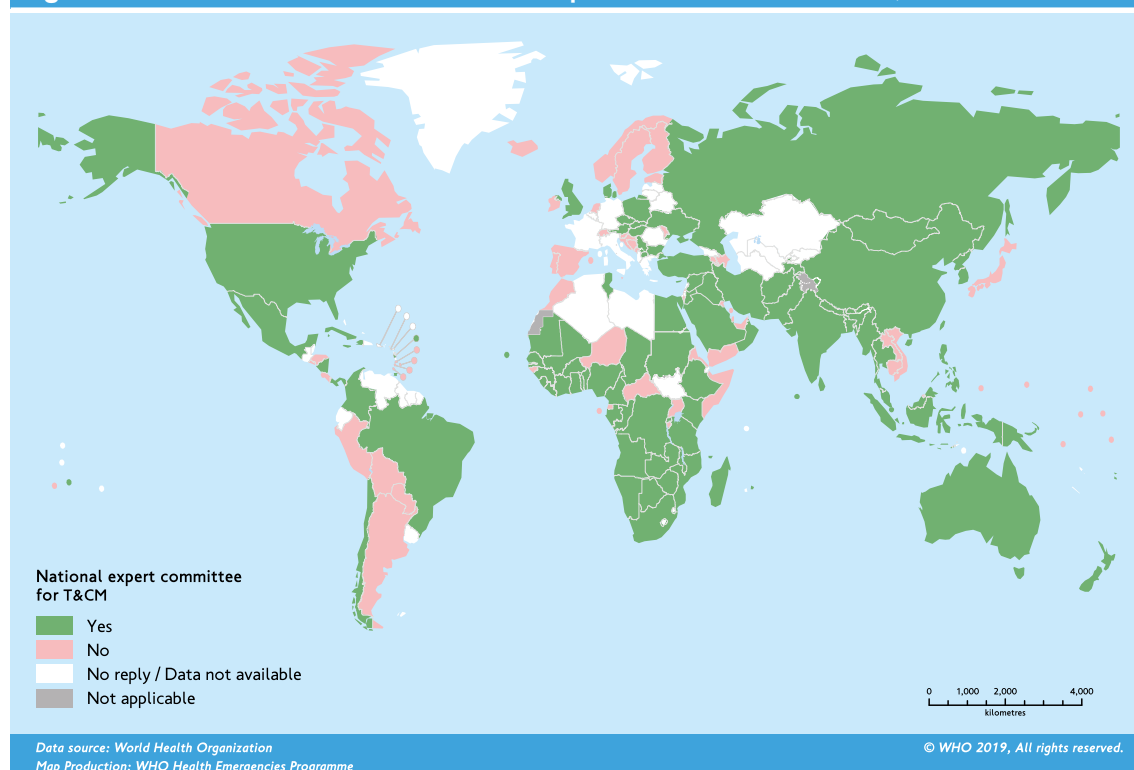 National expert committee
for T&CM
Yes
No
No reply / Data not available
Not applicable
0 1,000 2,000 4,000
kilometres
Data source: World Health Organization
© WHO 2019, All rights reserved.
Map Production: WHO Health Emergencies Programme